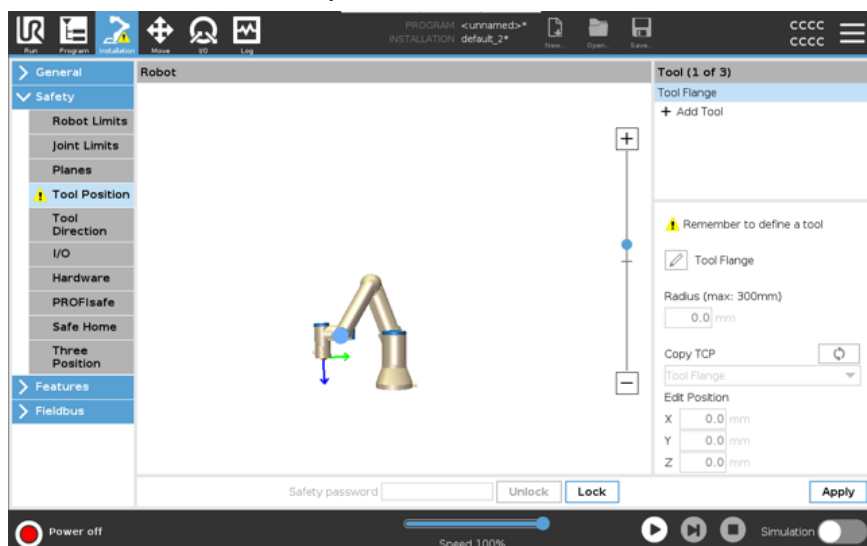 PROGRAM <unnamed>*
INSTALLATION default_2*
UR
Run
Program
Installation
Move
I/O
Log
New...
Open...
Save...
CCCC
CCCC
General
Safety
Robot Limits
Joint Limits
Planes
Tool Position
Tool
Direction
I/O
Hardware
PROFIsafe
Safe Home
Three
Position
Features
Fieldbus
Robot
+
−
Safety password
Unlock
Lock
Tool (1 of 3)
Tool Flange
+ Add Tool
Remember to define a tool
Tool Flange
Radius (max: 300mm)
0.0 mm
Copy TCP
Tool Flange
Edit Position
X 0.0 mm
Y 0.0 mm
Z 0.0 mm
Apply
Power off
Speed 100%
Simulation